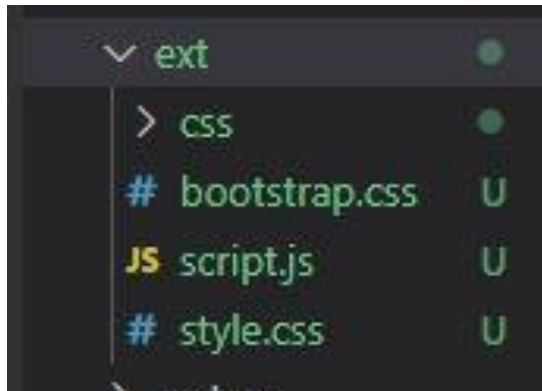 ext
css
# bootstrap.css U
JS script.js U
# style.css U